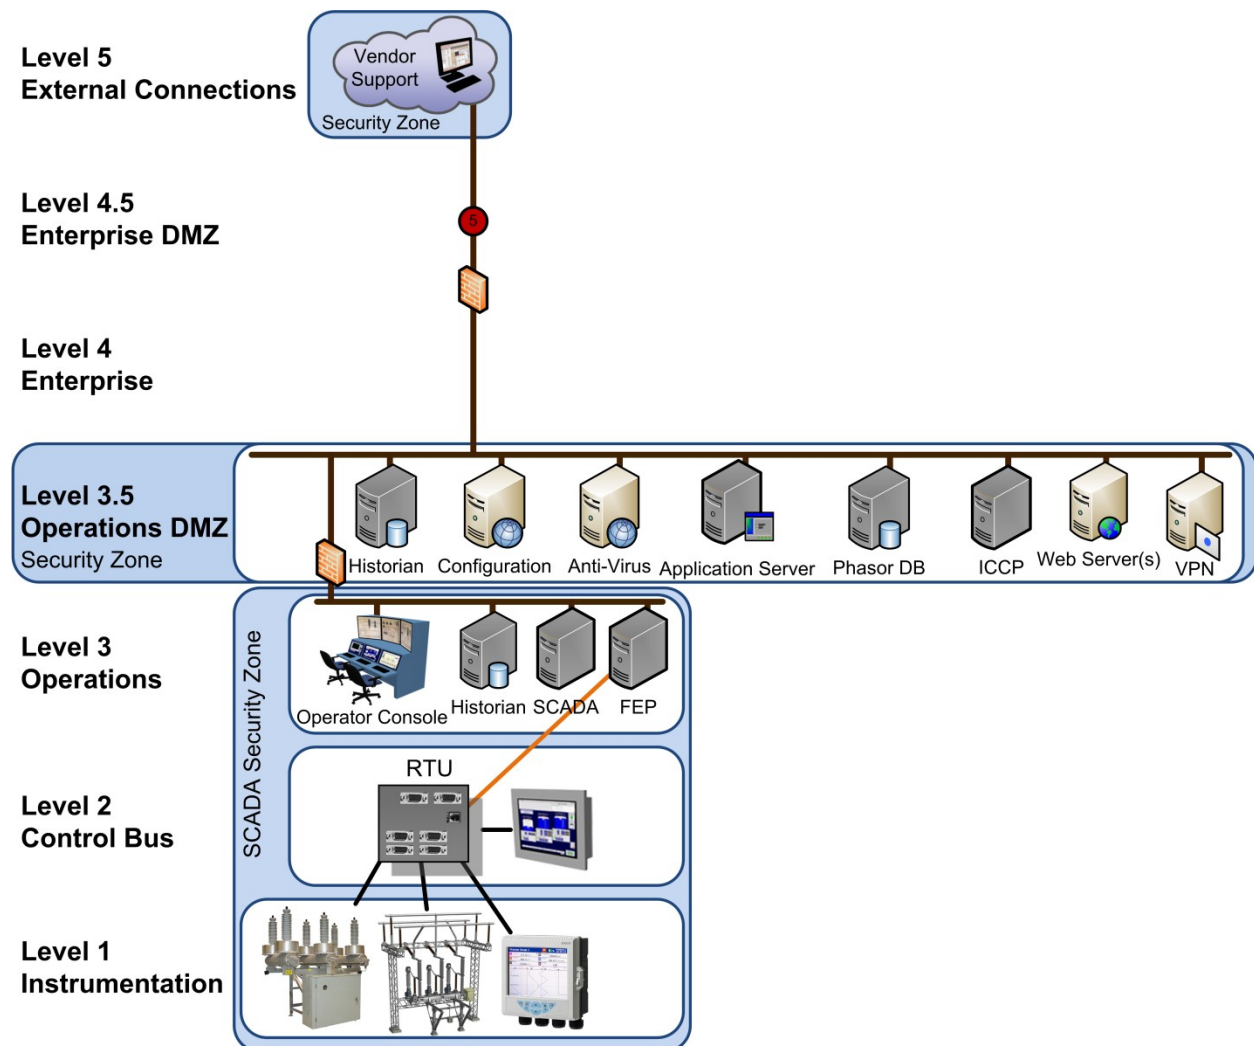 Level 5
External Connections
Vendor
Support
Security Zone
Level 4.5
Enterprise DMZ
5
Level 4
Enterprise
Level 3.5
Operations DMZ
Security Zone
Historian
Configuration
Anti-Virus
Application Server
Phasor DB
ICCP
Web Server(s)
VPN
SCADA Security Zone
Level 3
Operations
Operator Console
Historian
SCADA
FEP
Level 2
Control Bus
RTU
Level 1
Instrumentation